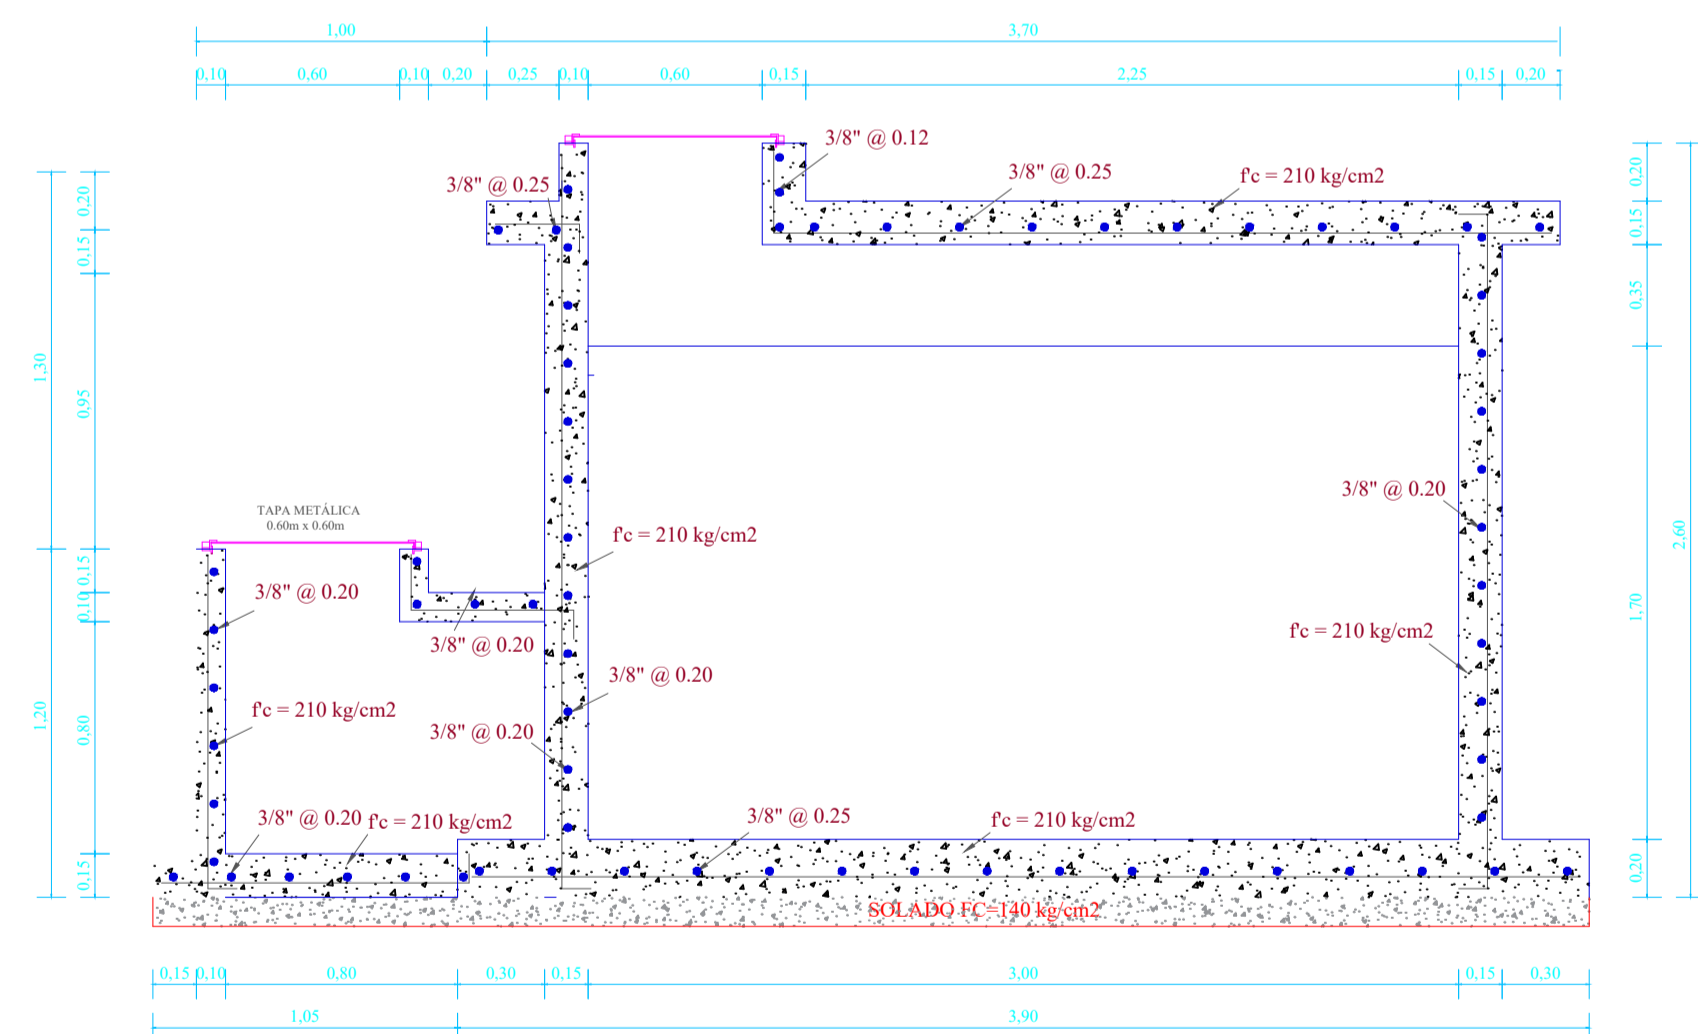 1,00
3,70
0,10
0,60
0,10
0,20
0,25
0,10
0,60
0,15
2,25
0,15
0,20
3/8" @ 0.12
3/8" @ 0.25
3/8" @ 0.25
f'c = 210 kg/cm2
0,20
0,15
1,30
0,95
0,20
0,15
0,35
TAPA METÁLICA
0.60m x 0.60m
3/8" @ 0.20
f'c = 210 kg/cm2
2,60
0,15
0,10
3/8" @ 0.20
3/8" @ 0.20
f'c = 210 kg/cm2
1,70
3/8" @ 0.20
f'c = 210 kg/cm2
3/8" @ 0.20
1,20
0,80
3/8" @ 0.20
f'c = 210 kg/cm2
3/8" @ 0.25
f'c = 210 kg/cm2
0,15
0,20
SOLADO FC=140 kg/cm2
0,15
0,10
0,80
0,30
0,15
3,00
0,15
0,30
1,05
3,90